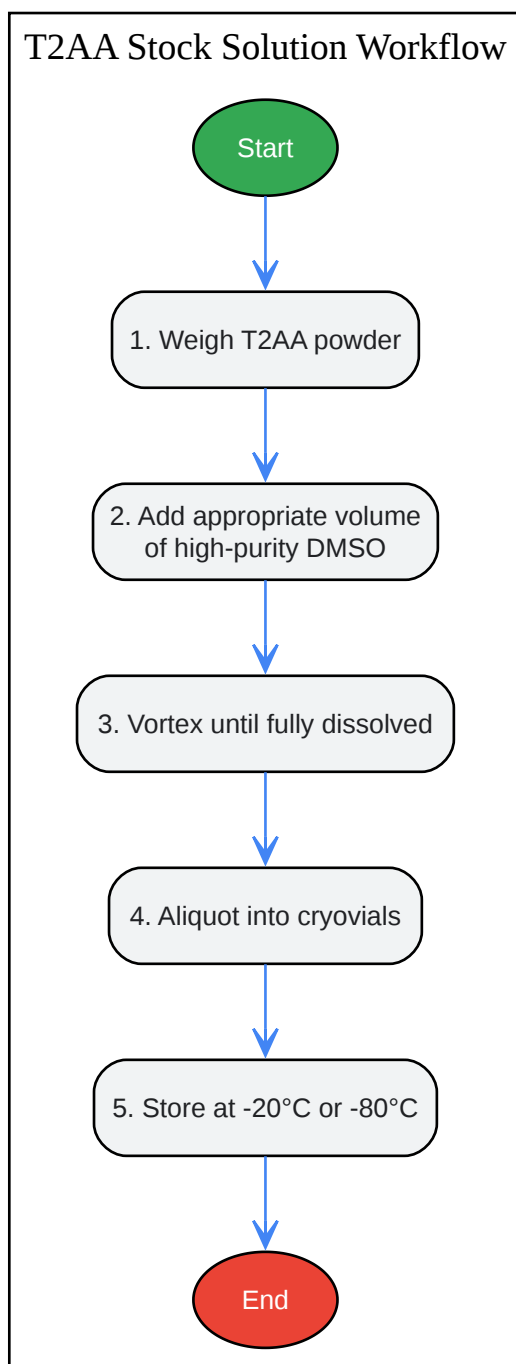 T2AA Stock Solution Workflow
Start
1. Weigh T2AA powder
2. Add appropriate volume
of high-purity DMSO
3. Vortex until fully dissolved
4. Aliquot into cryovials
5. Store at -20°C or -80°C
End